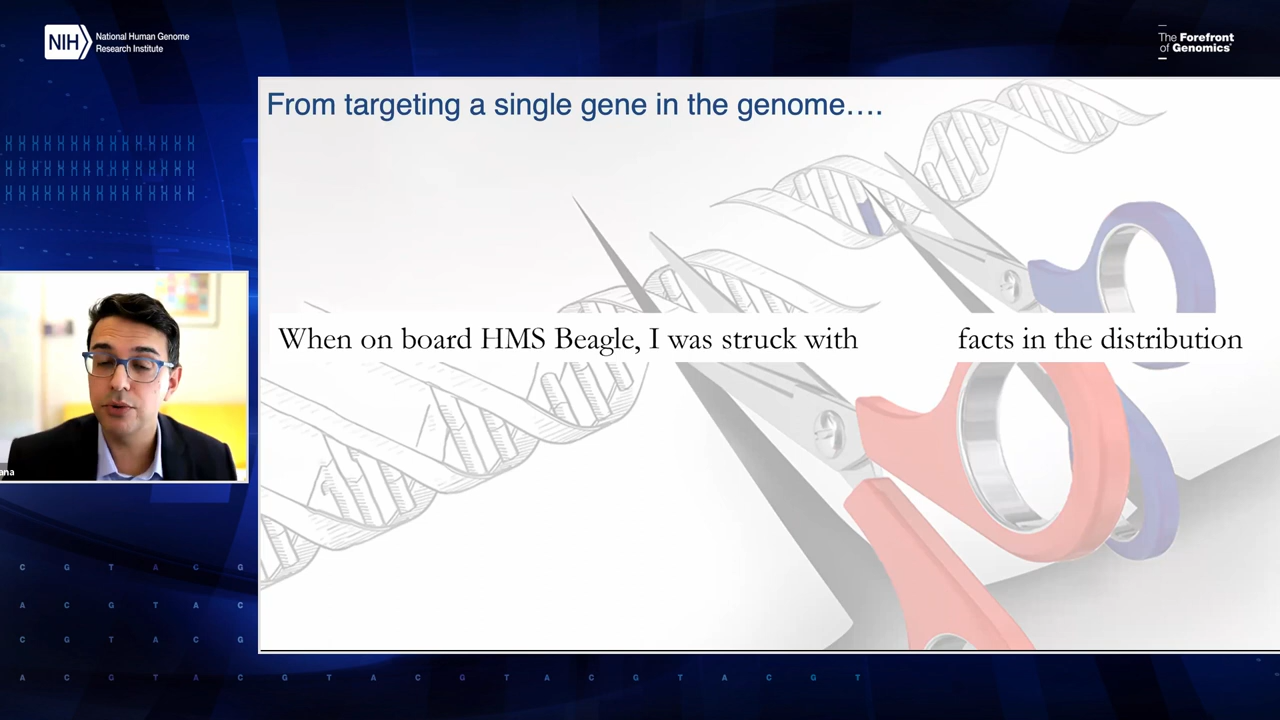 NIH
National Human Genome
Research Institute
The Forefront
of Genomics®
From targeting a single gene in the genome….
When on board HMS Beagle, I was struck with facts in the distribution
ana
C G T A C G
A C G T A C
C G T A C G
A C G T A C G T A C G T A C G T